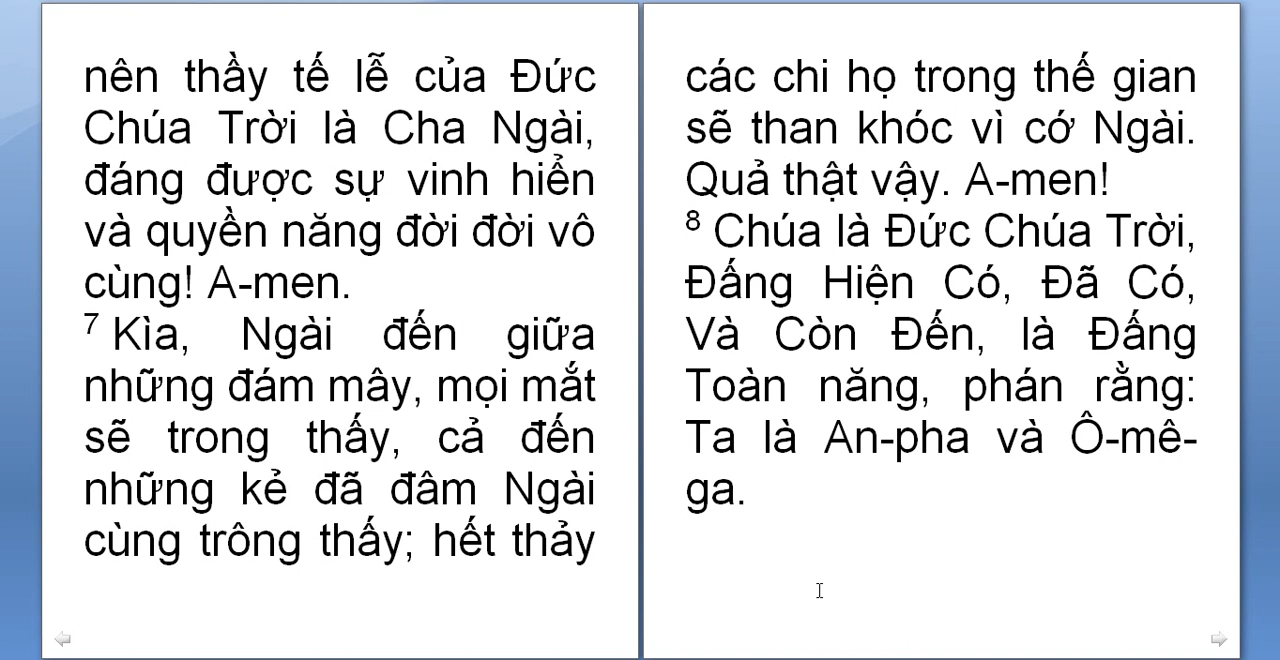 nên thầy tế lễ của Đức
Chúa Trời là Cha Ngài,
đáng được sự vinh hiển
và quyền năng đời đời vô
cùng! A-men.
7 Kìa, Ngài đến giữa
những đám mây, mọi mắt
sẽ trong thấy, cả đến
những kẻ đã đâm Ngài
cùng trông thấy; hết thảy
các chi họ trong thế gian
sẽ than khóc vì cớ Ngài.
Quả thật vậy. A-men!
8 Chúa là Đức Chúa Trời,
Đấng Hiện Có, Đã Có,
Và Còn Đến, là Đấng
Toàn năng, phán rằng:
Ta là An-pha và Ô-mê-
ga.